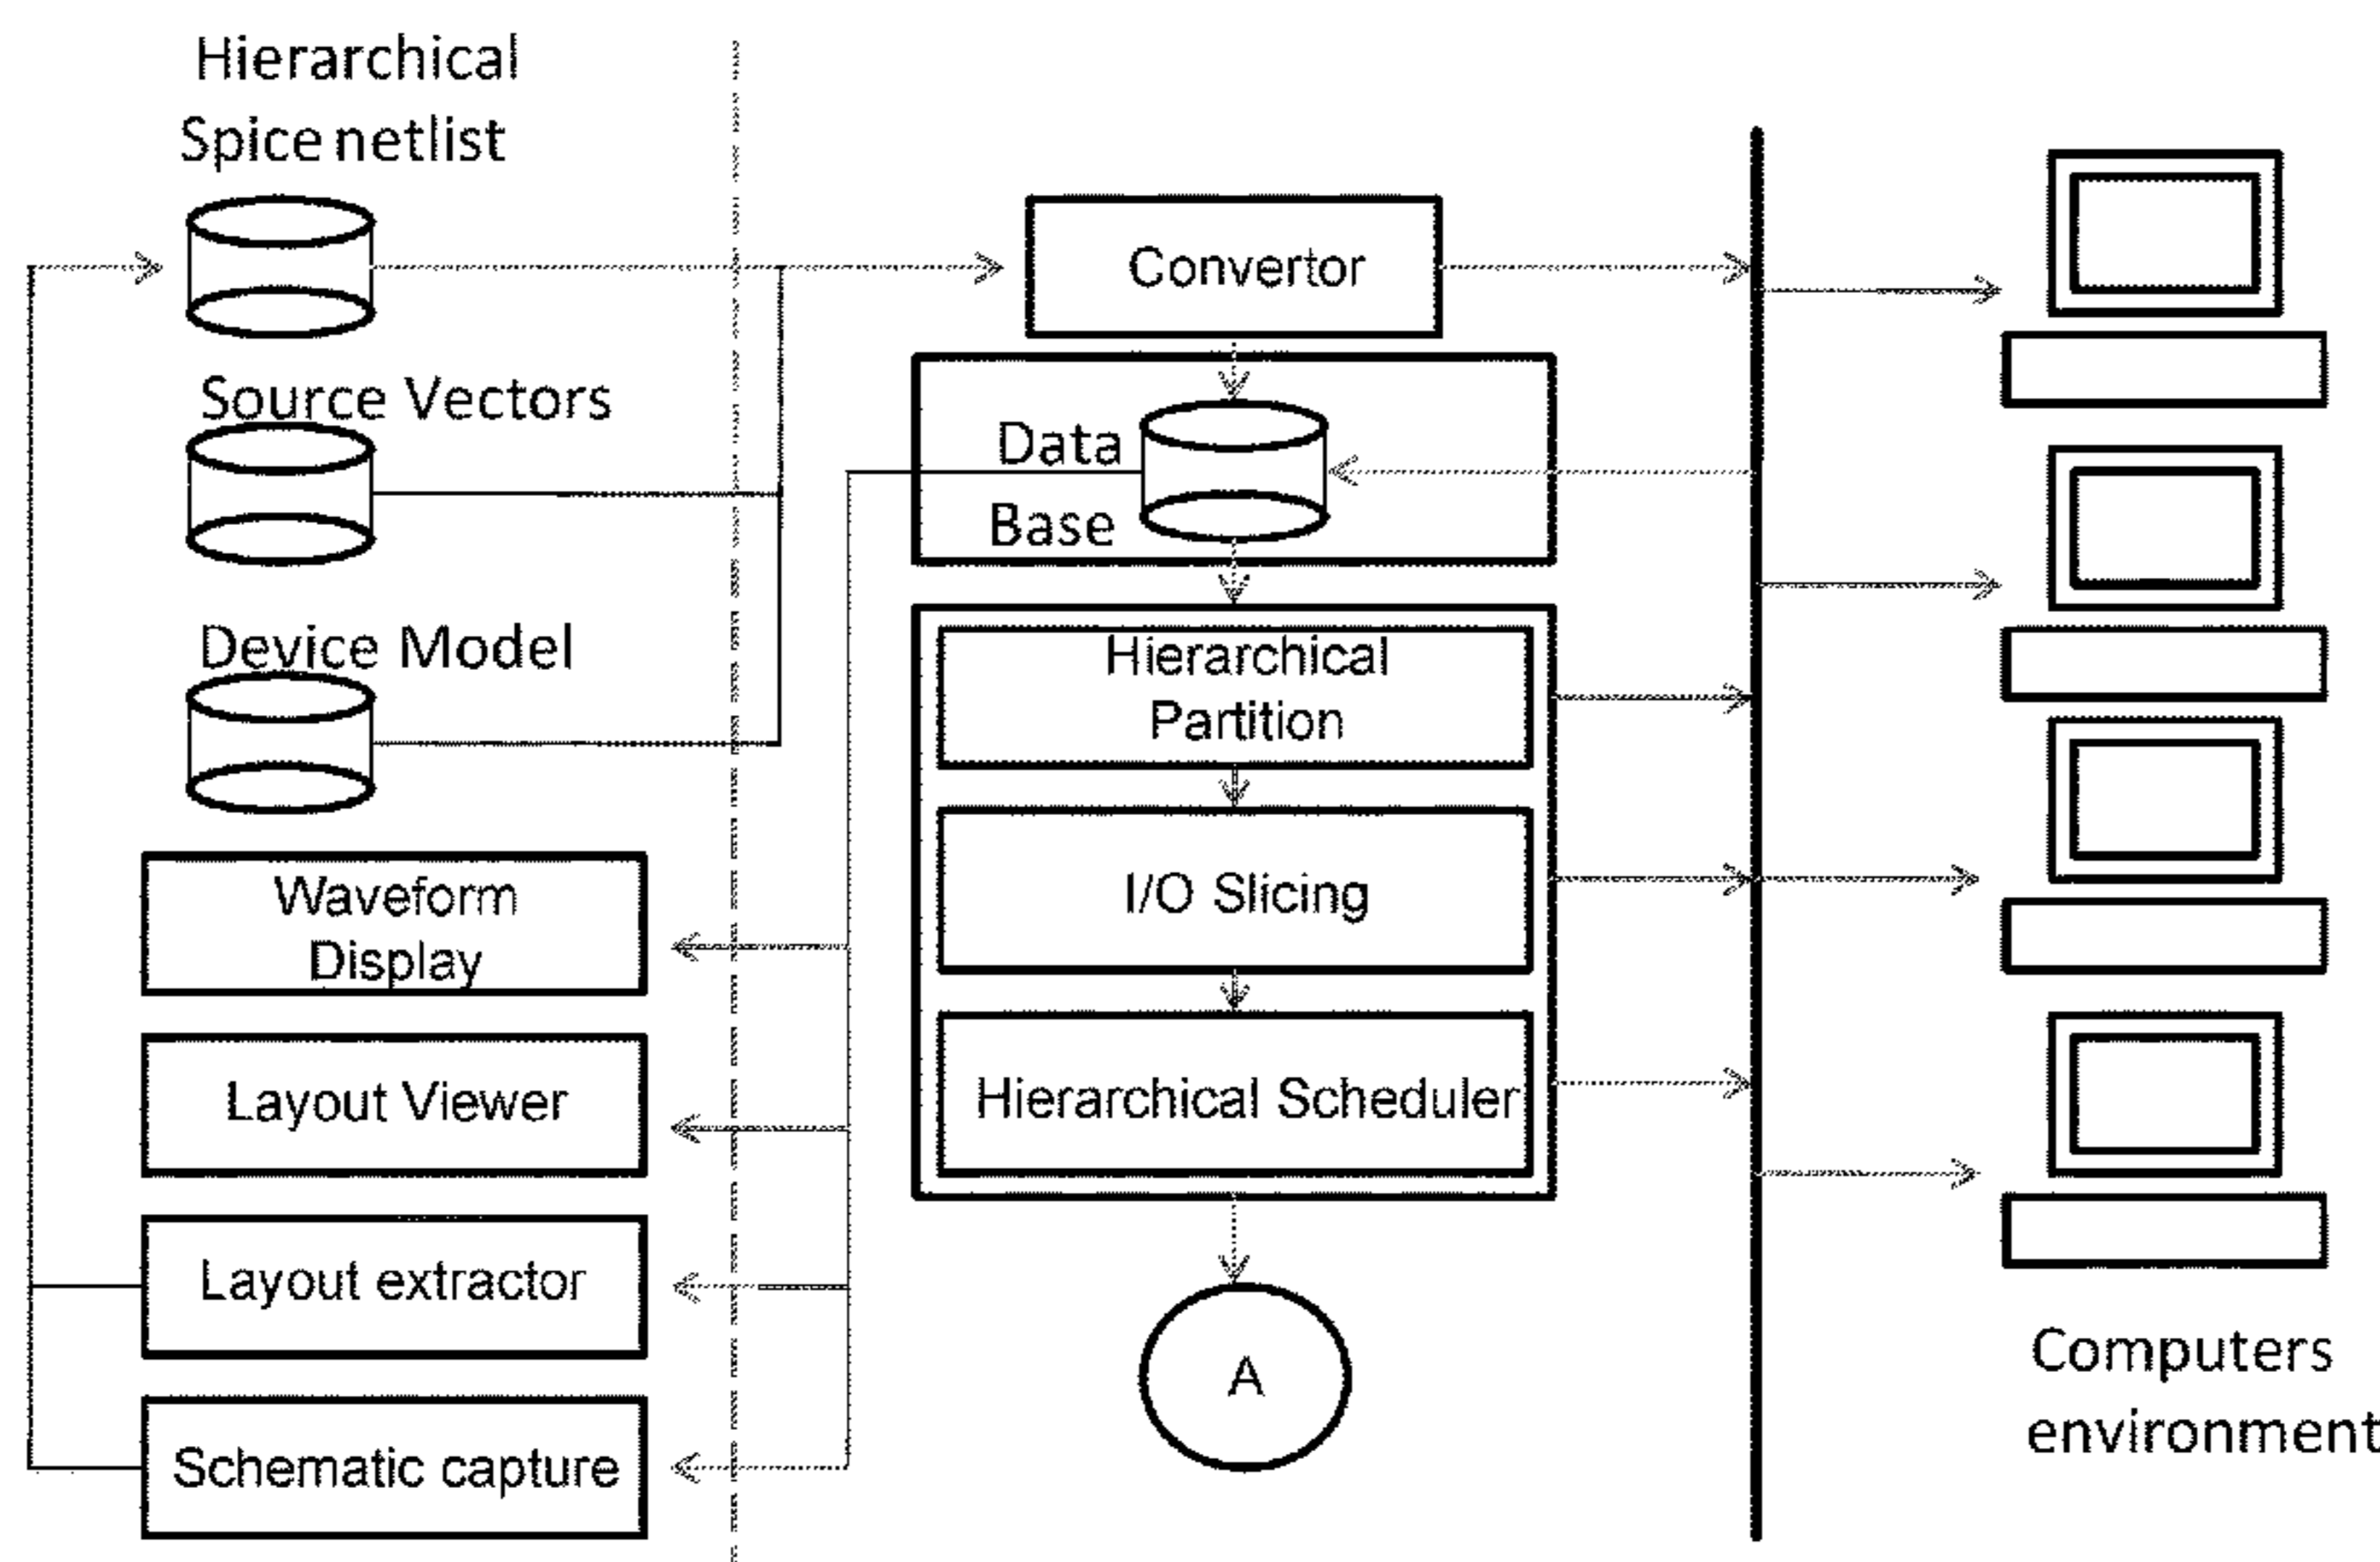 Hierarchical
Spice netlist
Source Vectors
Device Model
Waveform
Display
Layout Viewer
Layout extractor
Schematic capture
Convertor
Data
Base
Hierarchical
Partition
I/O Slicing
Hierarchical Scheduler
A
Computers
environment